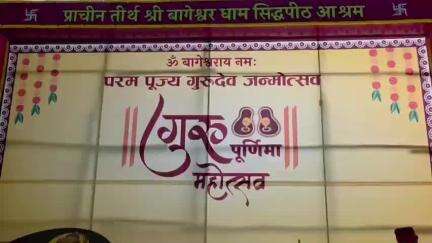 प्राचीन तीर्थ श्री बागेश्वर धाम सिद्धपीठ आश्रम
ॐ बागेश्वराय नमः
परम पूज्य गुरुदेव जन्मोत्सव
गुरु
पूर्णिमा
महोत्सव